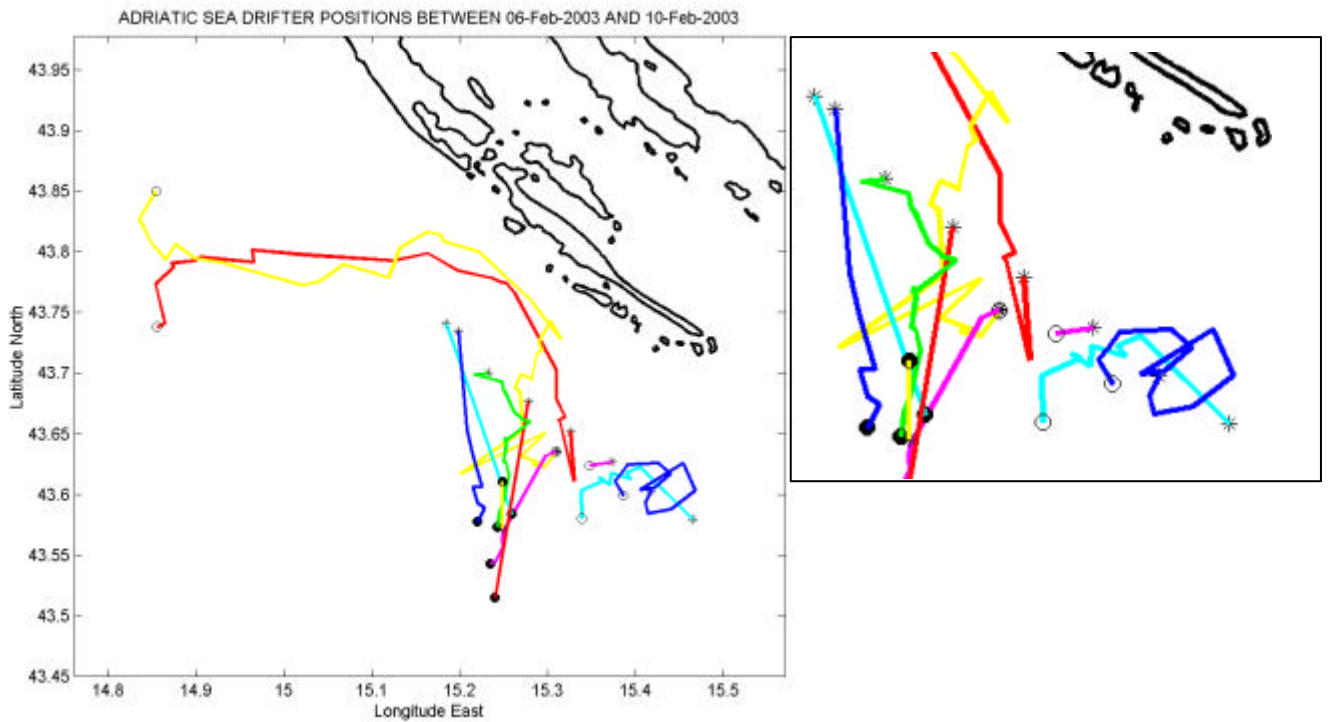 ADRIATIC SEA DRIFTER POSITIONS BETWEEN 06-Feb-2003 AND 10-Feb-2003
43.95
43.9
43.85
43.8
43.75
43.7
43.65
43.6
43.55
43.5
43.45
Latitude North
14.8 14.9 15 15.1 15.2 15.3 15.4 15.5
Longitude East